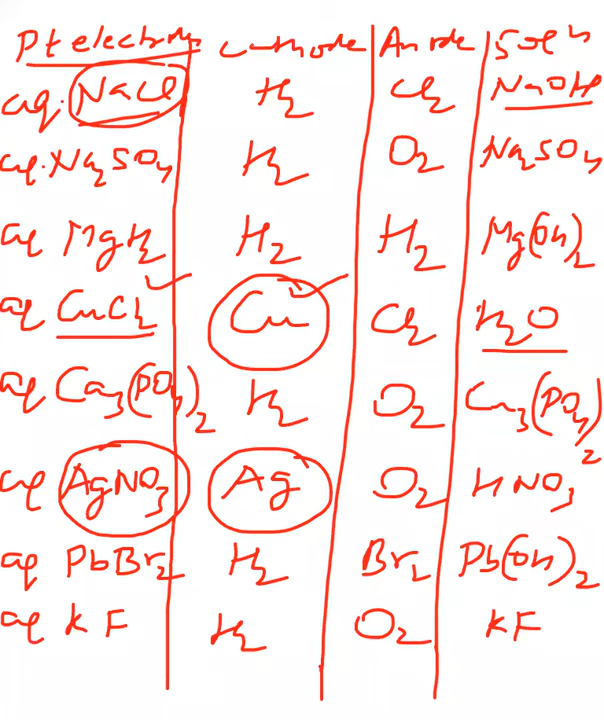 Pt electrodes Cathode Anode Soln
aq. NaCl H2 Cl2 NaOH
aq. Na2SO4 H2 O2 Na2SO4
aq MgH2 H2 H2 Mg(OH)2
aq CuCl2 Cu Cl2 H2O
aq Ca3(PO4)2 H2 O2 Ca3(PO4)2
aq AgNO3 Ag O2 HNO3
aq PbBr2 H2 Br2 Pb(OH)2
aq KF H2 O2 KF